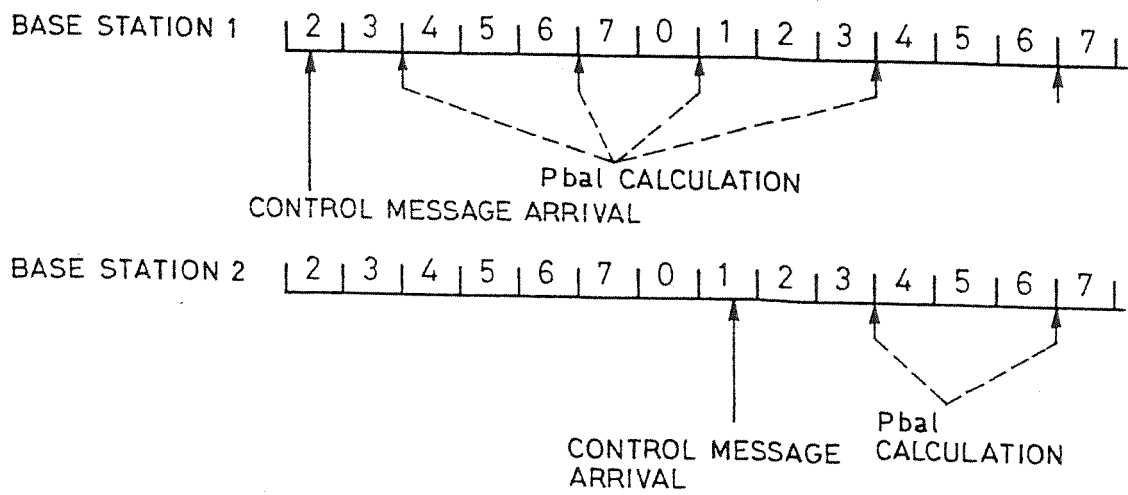 BASE STATION 1 2 3 4 5 6 7 0 1 2 3 4 5 6 7
Pbal CALCULATION
CONTROL MESSAGE ARRIVAL
BASE STATION 2 2 3 4 5 6 7 0 1 2 3 4 5 6 7
CONTROL MESSAGE
ARRIVAL
Pbal
CALCULATION